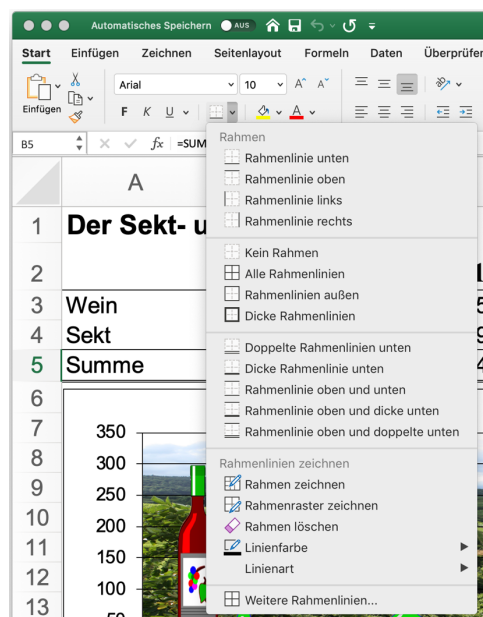 Automatisches Speichern AUS
Start Einfügen Zeichnen Seitenlayout Formeln Daten Überprüfen
Einfügen
Arial 10 A A
F K U A
B5 fx =SUM
A
1 Der Sekt- u
2
3 Wein
4 Sekt
5 Summe
6
7
8
9
10
11
12
13
350
300
250
200
150
100
Rahmen
Rahmenlinie unten
Rahmenlinie oben
Rahmenlinie links
Rahmenlinie rechts
Kein Rahmen
Alle Rahmenlinien
Rahmenlinien außen
Dicke Rahmenlinien
Doppelte Rahmenlinien unten
Dicke Rahmenlinie unten
Rahmenlinie oben und unten
Rahmenlinie oben und dicke unten
Rahmenlinie oben und doppelte unten
Rahmenlinien zeichnen
Rahmen zeichnen
Rahmenraster zeichnen
Rahmen löschen
Linienfarbe
Linienart
Weitere Rahmenlinien...